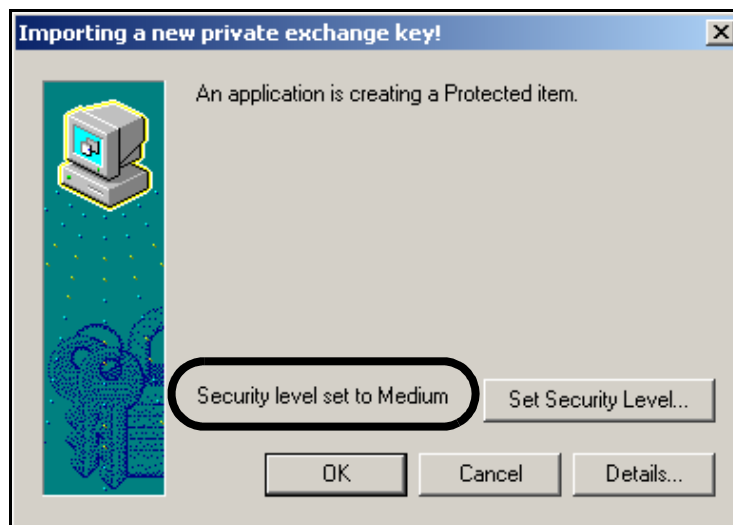 Importing a new private exchange key!
An application is creating a Protected item.
Security level set to Medium
Set Security Level...
OK
Cancel
Details...